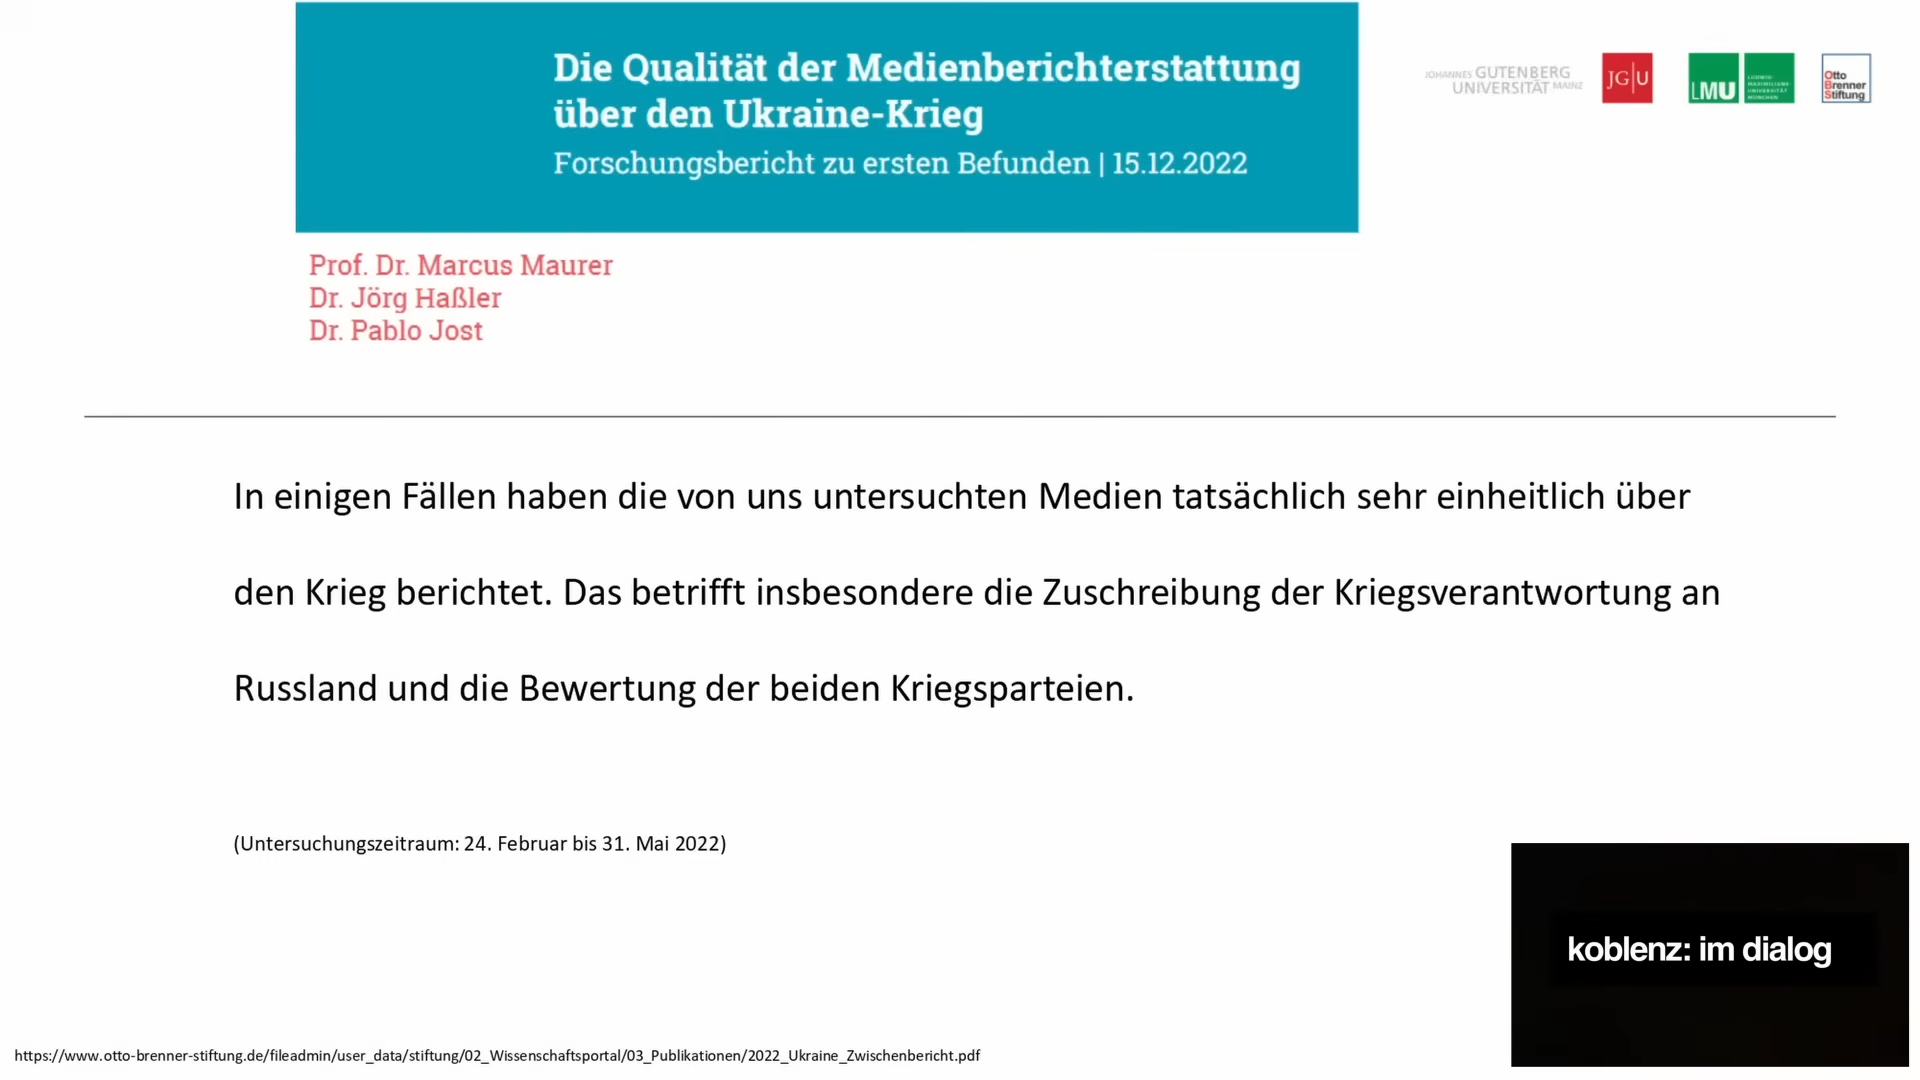 Die Qualität der Medienberichterstattung
über den Ukraine-Krieg
Forschungsbericht zu ersten Befunden | 15.12.2022
JOHANNES GUTENBERG
UNIVERSITÄT MAINZ
JG|U
LMU
LUDWIG-
MAXIMILIANS-
UNIVERSITÄT
MÜNCHEN
Otto
Brenner
Stiftung
Prof. Dr. Marcus Maurer
Dr. Jörg Haßler
Dr. Pablo Jost
In einigen Fällen haben die von uns untersuchten Medien tatsächlich sehr einheitlich über
den Krieg berichtet. Das betrifft insbesondere die Zuschreibung der Kriegsverantwortung an
Russland und die Bewertung der beiden Kriegsparteien.
(Untersuchungszeitraum: 24. Februar bis 31. Mai 2022)
koblenz: im dialog
https://www.otto-brenner-stiftung.de/fileadmin/user_data/stiftung/02_Wissenschaftsportal/03_Publikationen/2022_Ukraine_Zwischenbericht.pdf